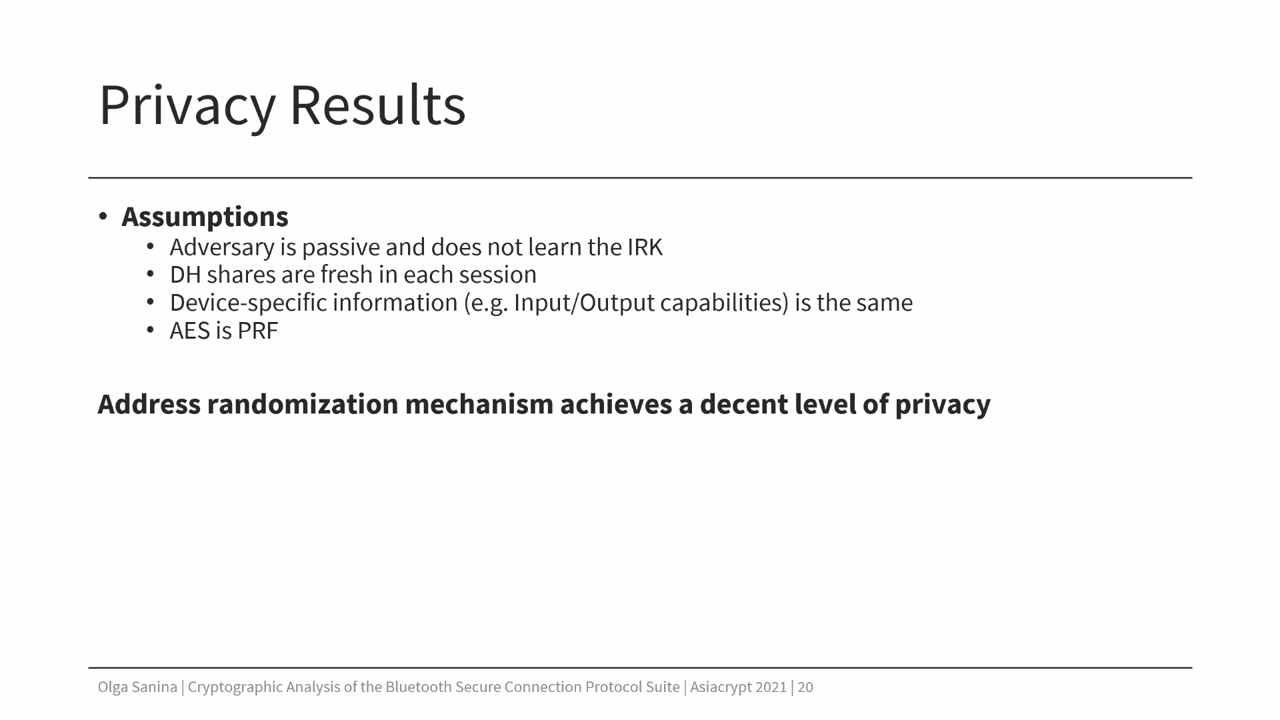 Privacy Results
• Assumptions
• Adversary is passive and does not learn the IRK
• DH shares are fresh in each session
• Device-specific information (e.g. Input/Output capabilities) is the same
• AES is PRF
Address randomization mechanism achieves a decent level of privacy
Olga Sanina | Cryptographic Analysis of the Bluetooth Secure Connection Protocol Suite | Asiacrypt 2021 | 20